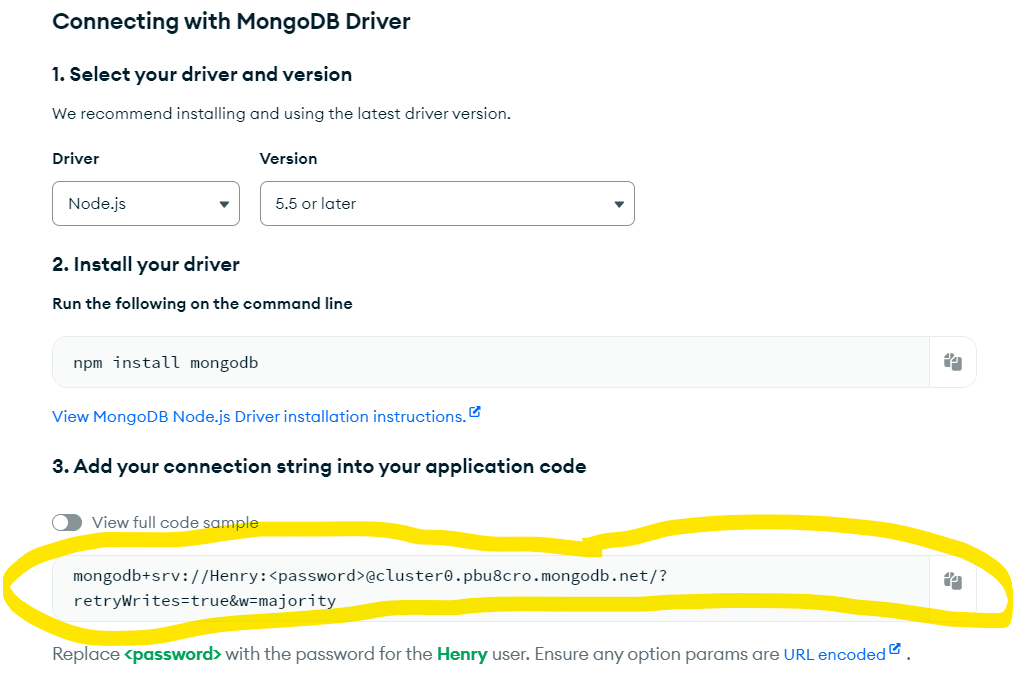 Connecting with MongoDB Driver
1. Select your driver and version
We recommend installing and using the latest driver version.
Driver Version
Node.js 5.5 or later
2. Install your driver
Run the following on the command line
npm install mongodb
View MongoDB Node.js Driver installation instructions.
3. Add your connection string into your application code
View full code sample
mongodb+srv://Henry:<password>@cluster0.pbu8cro.mongodb.net/?
retryWrites=true&w=majority
Replace <password> with the password for the Henry user. Ensure any option params are URL encoded .